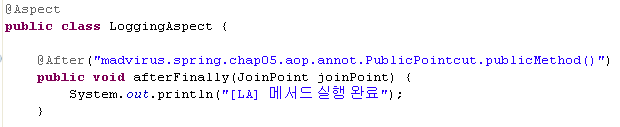 @Aspect
public class LoggingAspect {
@After("madvirus.spring.chap05.aop.annot.PublicPointcut.publicMethod()")
public void afterFinally(JoinPoint joinPoint) {
System.out.println("[LA] 메서드 실행 완료");
}